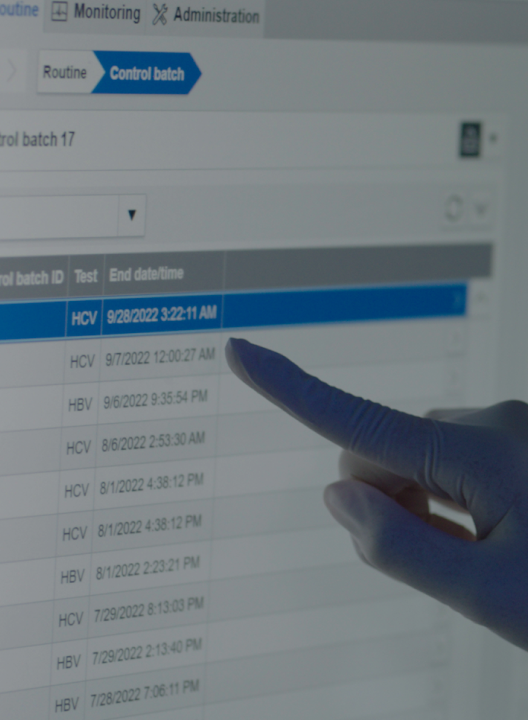 outine Monitoring Administration
Routine Control batch
rol batch 17
rol batch ID Test End date/time
HCV 9/28/2022 3:22:11 AM
HCV 9/7/2022 12:00:27 AM
HBV 9/6/2022 9:35:54 PM
HCV 8/6/2022 2:53:30 AM
HCV 8/1/2022 4:38:12 PM
HCV 8/1/2022 4:38:12 PM
HBV 8/1/2022 2:23:21 PM
HCV 7/29/2022 8:13:03 PM
HBV 7/29/2022 2:13:40 PM
HBV 7/28/2022 7:06:11 PM